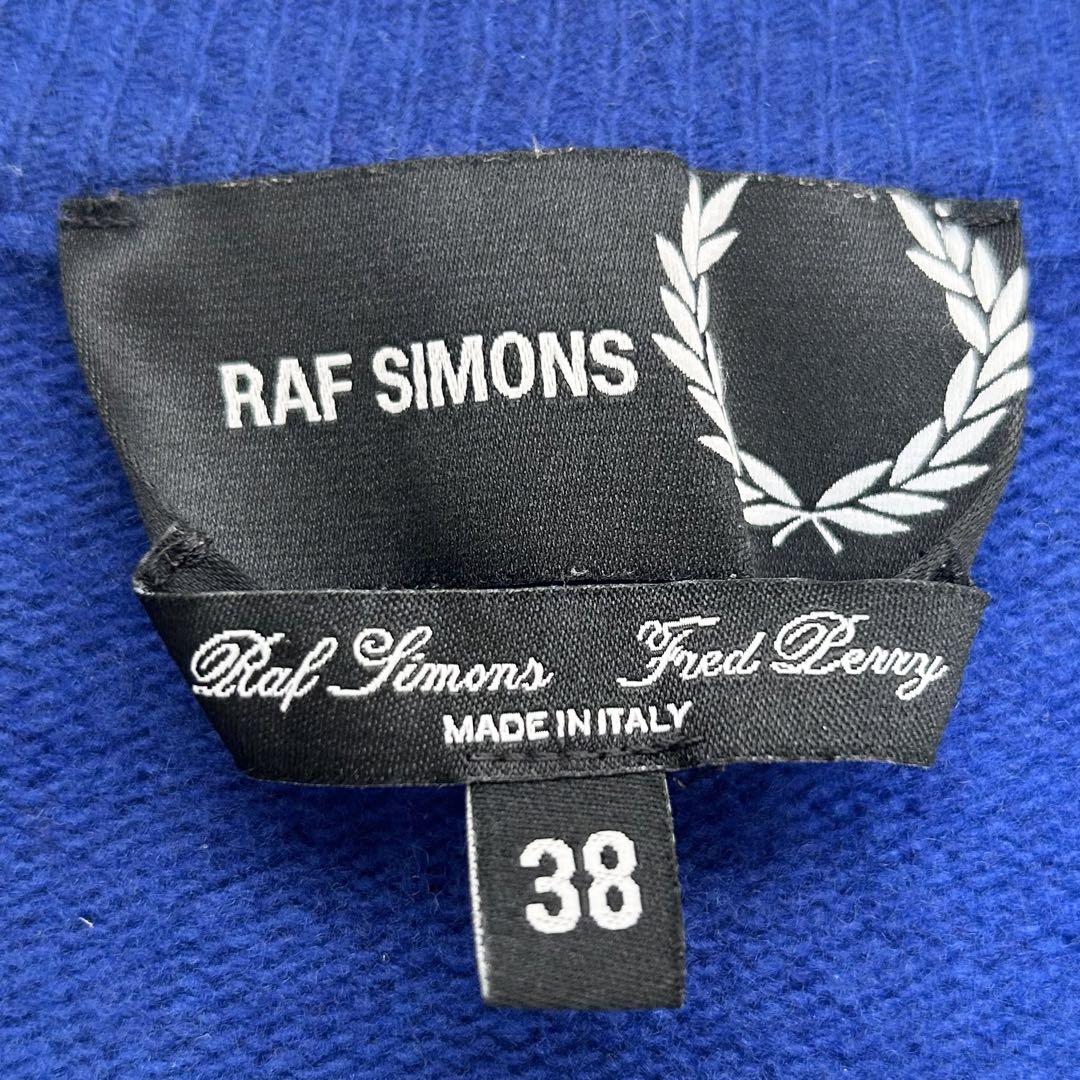 RAF SIMONS
Raf Simons Fred Perry
MADE IN ITALY
38